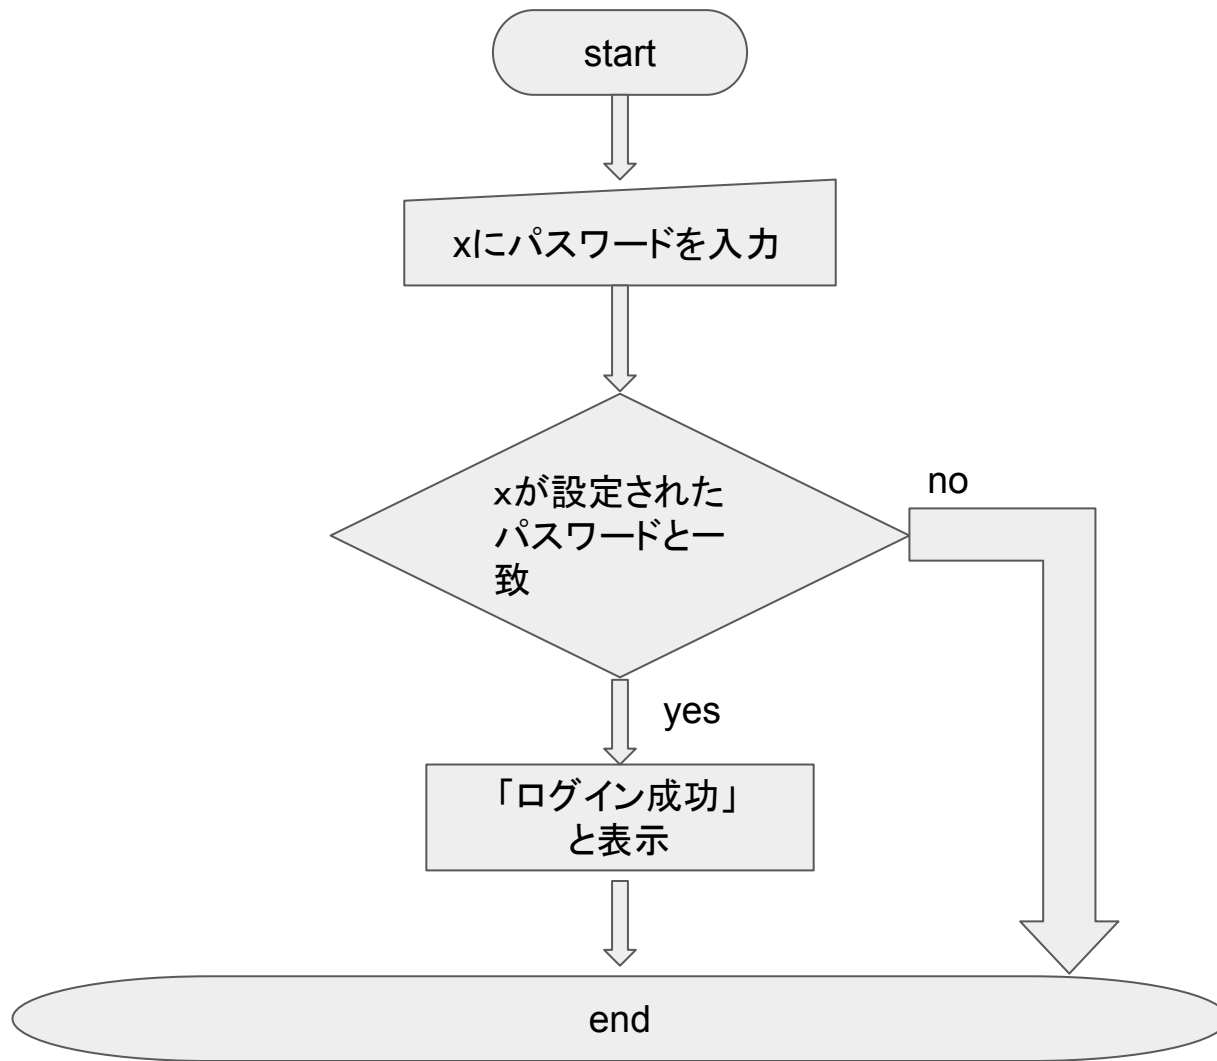 start
xにパスワードを入力
xが設定された
パスワードと一
致
no
yes
「ログイン成功」
と表示
end